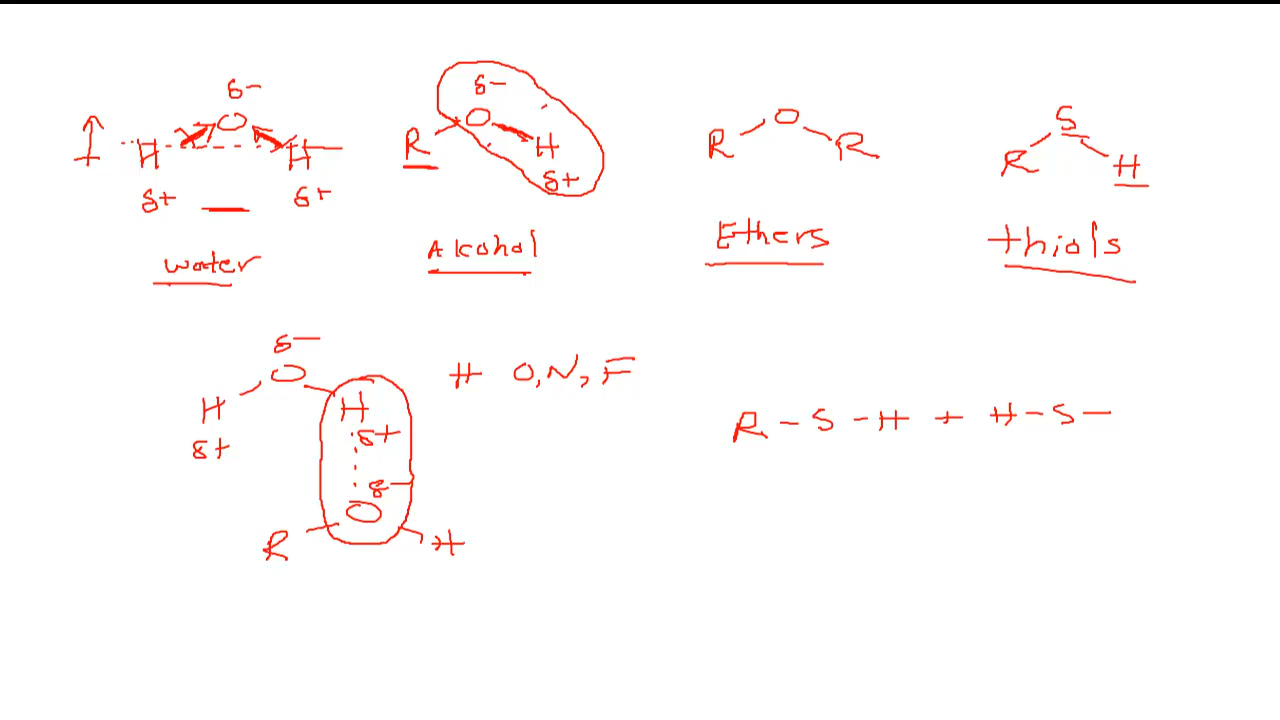 δ- δ-
H O H R O H R O R R S H
δ+ δ+ δ+
water Alcohol Ethers thiols
δ-
H O H H O, N, F
δ+ δ+ R - S - H + H - S -
δ-
R O H